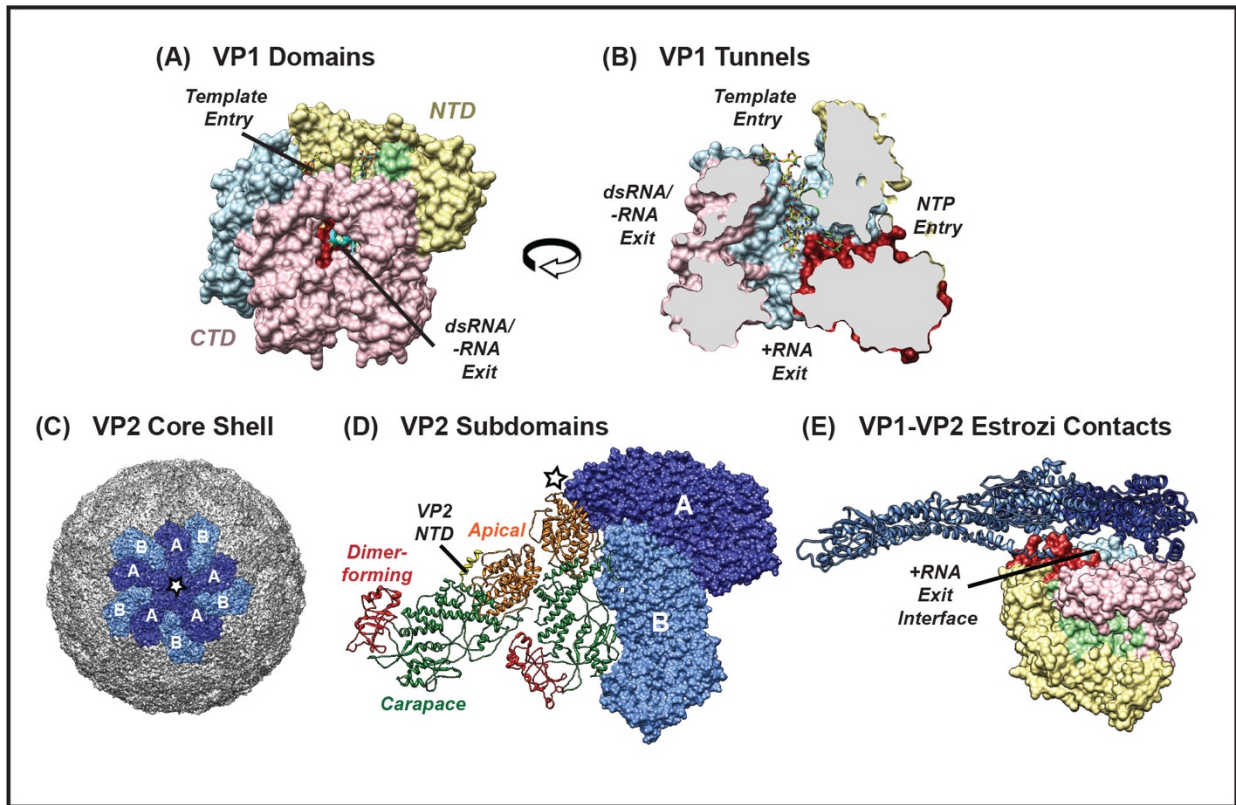 (A) VP1 Domains
Template
Entry
NTD
CTD
dsRNA/
-RNA
Exit
(B) VP1 Tunnels
Template
Entry
dsRNA/
-RNA
Exit
NTP
Entry
+RNA
Exit
(C) VP2 Core Shell
B
A
B
A
A
B
B
A
A
B
(D) VP2 Subdomains
VP2
NTD
Apical
Dimer-
forming
Carapace
A
B
(E) VP1-VP2 Estrozi Contacts
+RNA
Exit
Interface